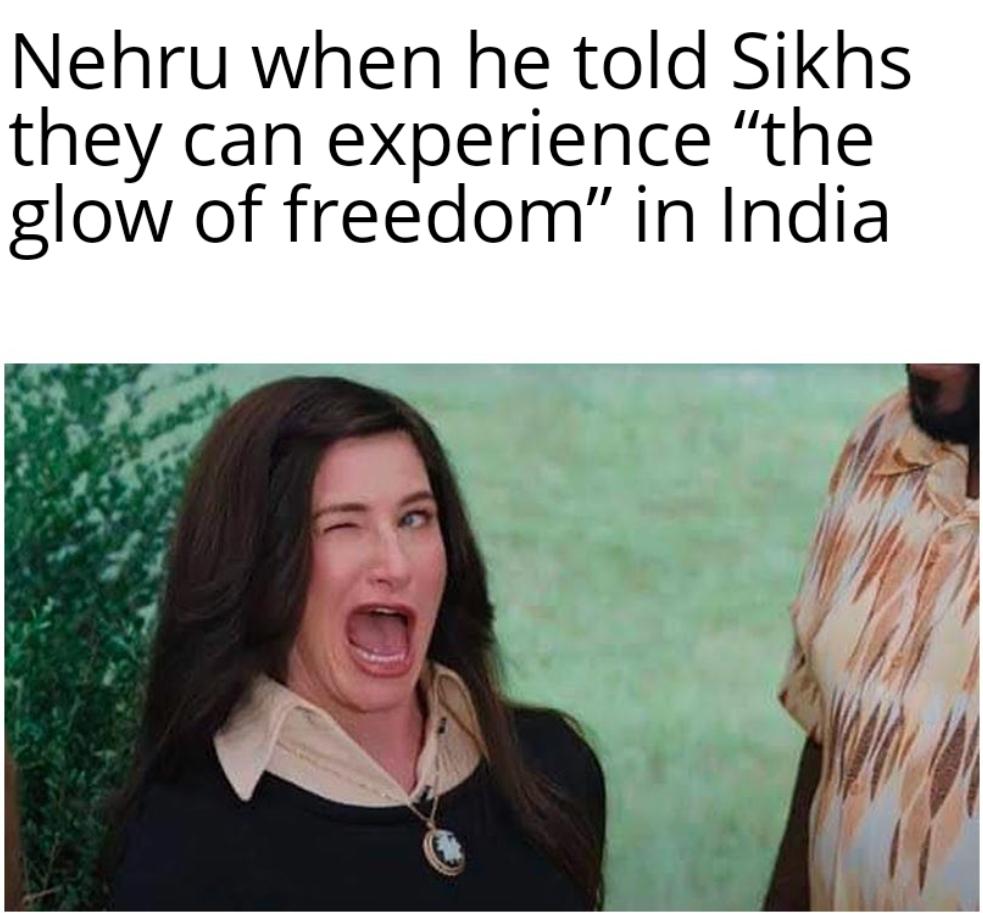 Nehru when he told Sikhs
they can experience “the
glow of freedom” in India